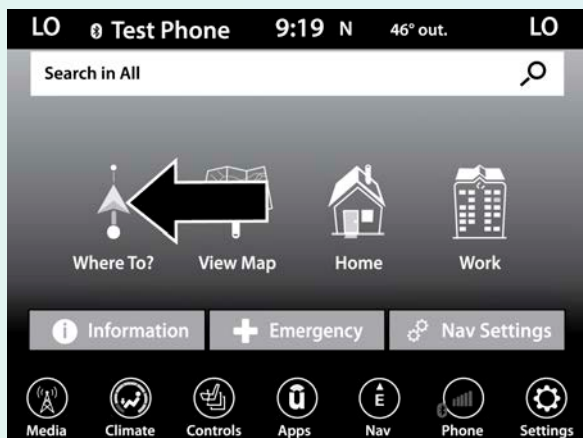 LO Test Phone 9:19 N 46° out. LO
Search in All
Where To? View Map Home Work
Information Emergency Nav Settings
E
Media Climate Controls Apps Nav Phone Settings